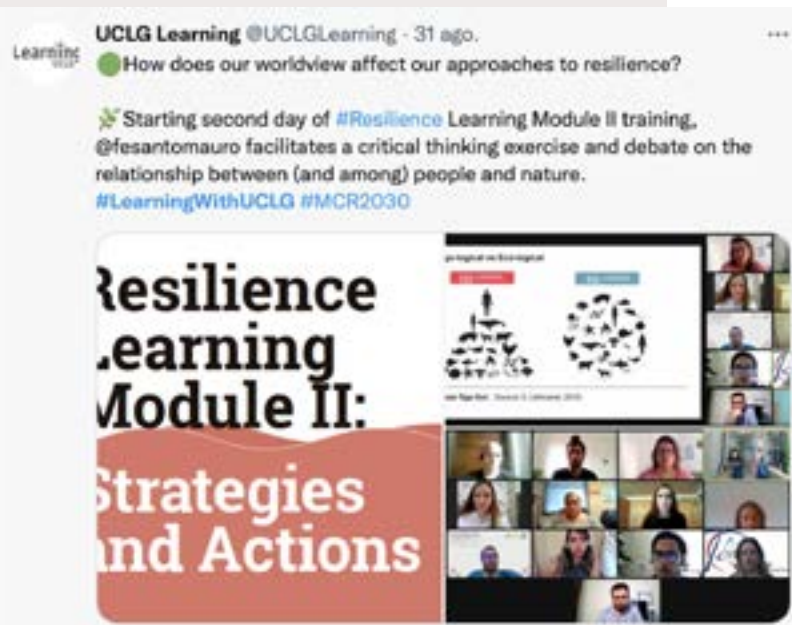 Learning
UCLG Learning @UCLGLearning · 31 ago.
How does our worldview affect our approaches to resilience?
Starting second day of #Resilience Learning Module II training,
@fesantomauro facilitates a critical thinking exercise and debate on the
relationship between (and among) people and nature.
#LearningWithUCLG #MCR2030
Resilience
Learning
Module II:
Strategies
and Actions